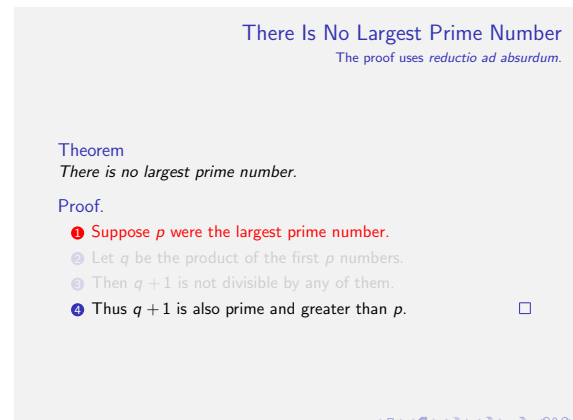 There Is No Largest Prime Number
The proof uses reductio ad absurdum.
Theorem
There is no largest prime number.
Proof.
1 Suppose p were the largest prime number.
2 Let q be the product of the first p numbers.
3 Then q + 1 is not divisible by any of them.
4 Thus q + 1 is also prime and greater than p. □